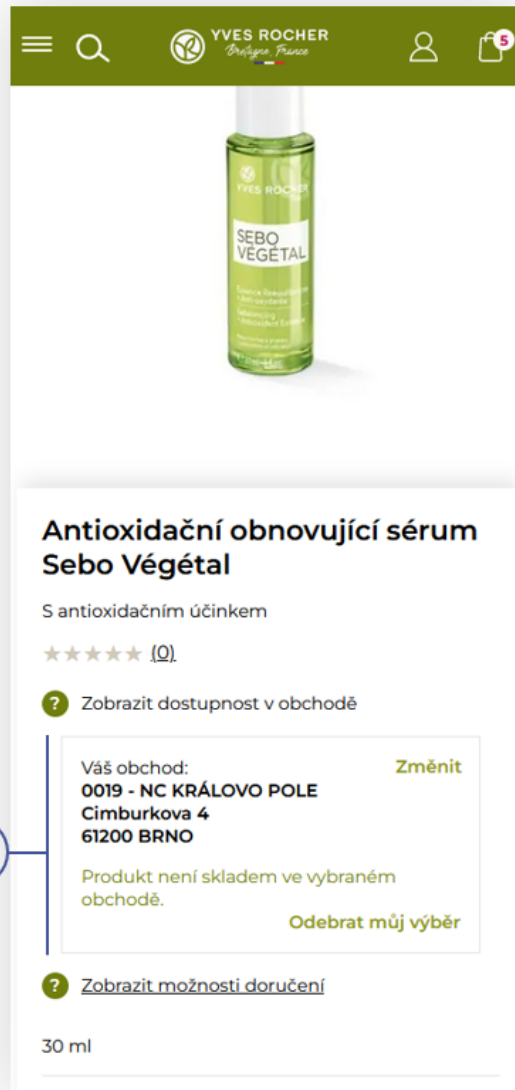 YVES ROCHER
Bretagne, France
5
YVES ROCHER
SEBO
VÉGÉTAL
Antioxidační obnovující sérum
Sebo Végétal
S antioxidačním účinkem
(0)
? Zobrazit dostupnost v obchodě
Váš obchod: Změnit
0019 - NC KRÁLOVO POLE
Cimburkova 4
61200 BRNO
Produkt není skladem ve vybraném
obchodě.
Odebrat můj výběr
? Zobrazit možnosti doručení
30 ml